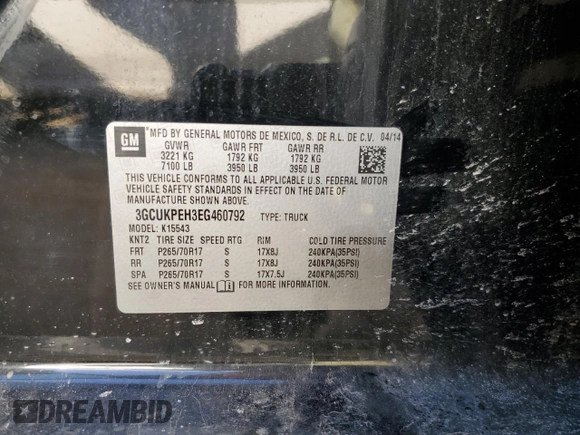 GM
MFD BY GENERAL MOTORS DE MEXICO, S. DE R.L. DE C.V. 04/14
GVWR GAWR FRT GAWR RR
3221 KG 1792 KG 1792 KG
7100 LB 3950 LB 3950 LB
THIS VEHICLE CONFORMS TO ALL APPLICABLE U.S. FEDERAL MOTOR
VEHICLE SAFETY STANDARDS IN EFFECT ON THE DATE OF
MANUFACTURE SHOWN ABOVE.
3GCUKPEH3EG460792 TYPE: TRUCK
MODEL: K15543
KNT2 TIRE SIZE SPEED RTG RIM COLD TIRE PRESSURE
FRT P265/70R17 S 17X8J 240KPA(35PSI)
RR P265/70R17 S 17X8J 240KPA(35PSI)
SPA P265/70R17 S 17X7.5J 240KPA(35PSI)
SEE OWNER'S MANUAL FOR MORE INFORMATION
DREAMBID